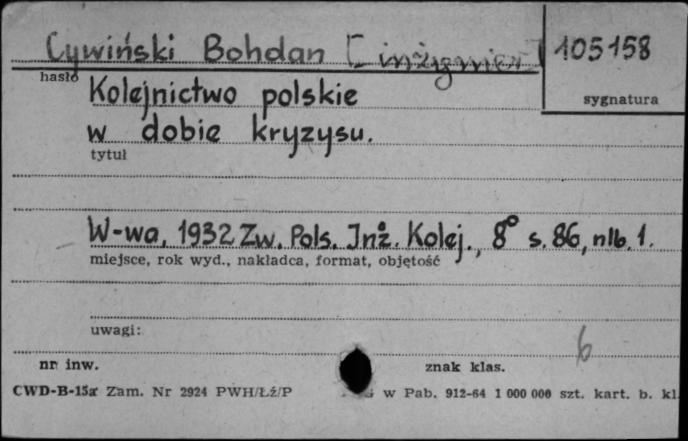 Cywiński Bohdan [inżynier] 105158
hasło
Kolejnictwo polskie
sygnatura
w dobie kryzysu.
tytuł
W-wa, 1932 Zw. Pols. Inż. Kolej., 8° s. 86, nlb. 1.
miejsce, rok wyd., nakładca, format, objętość
uwagi:
6
nr inw. znak klas.
CWD-B-15a Zam. Nr 2924 PWH/Łź/P w Pab. 912-64 1 000 000 szt. kart. b. kl